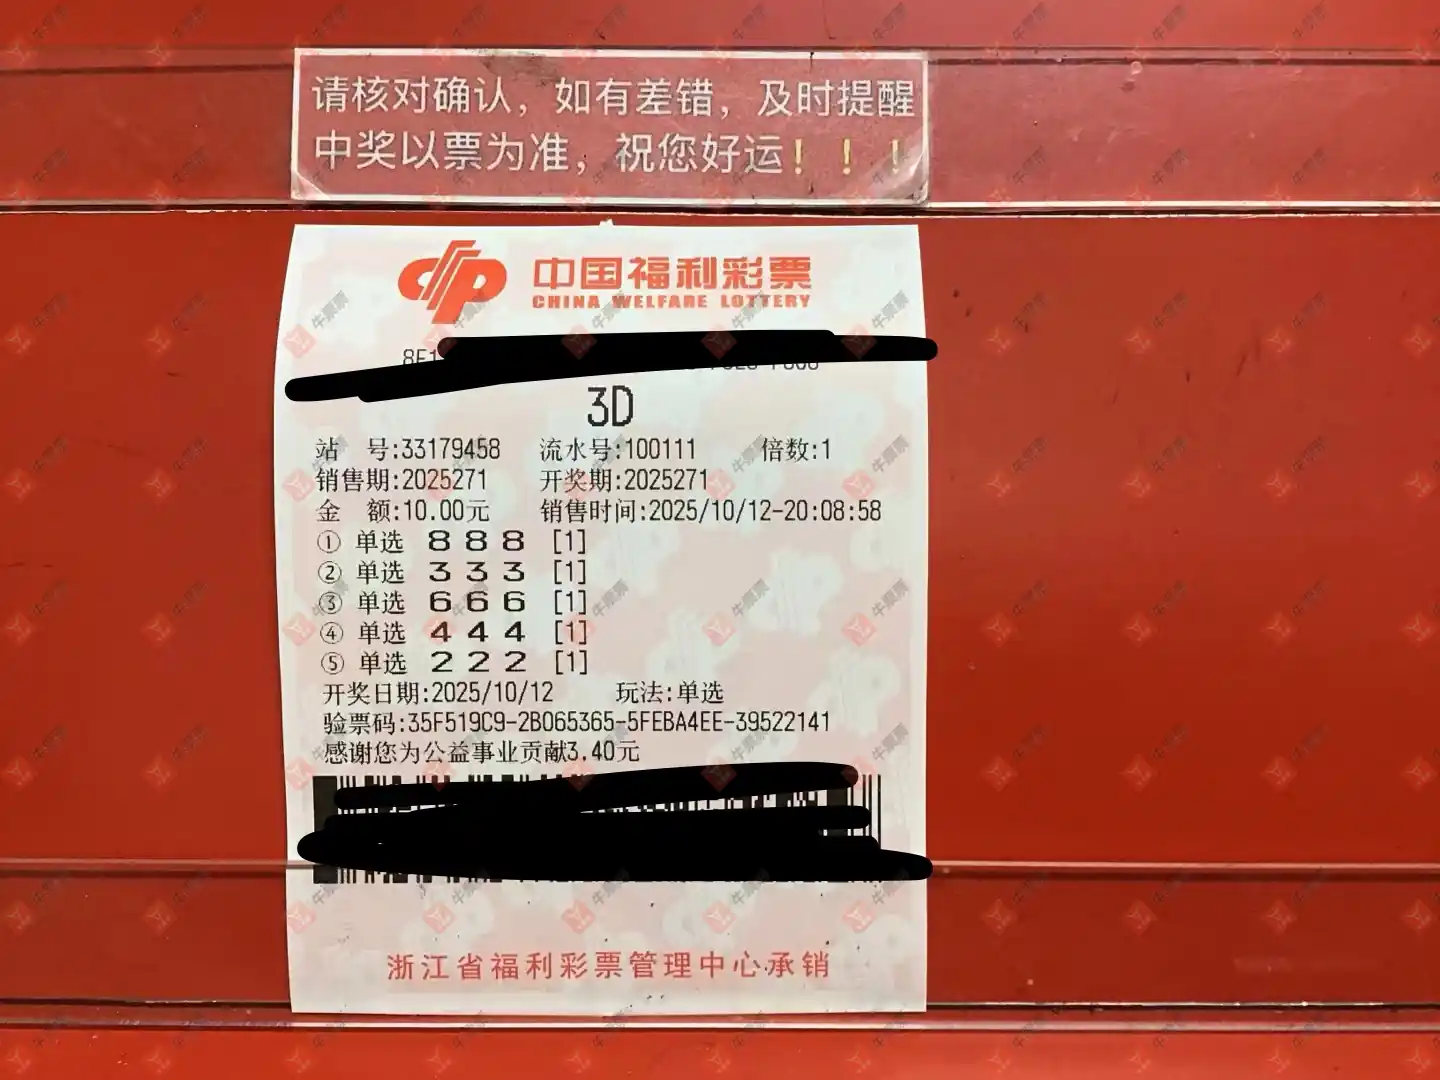 请核对确认，如有差错，及时提醒
中奖以票为准，祝您好运！！！
中国福利彩票
CHINA WELFARE LOTTERY
3D
站 号:33179458 流水号:100111 倍数:1
销售期:2025271 开奖期:2025271
金 额:10.00元 销售时间:2025/10/12-20:08:58
① 单选 8 8 8 [1]
② 单选 3 3 3 [1]
③ 单选 6 6 6 [1]
④ 单选 4 4 4 [1]
⑤ 单选 2 2 2 [1]
开奖日期:2025/10/12 玩法:单选
验票码:35F519C9-2B065365-5FEBA4EE-39522141
感谢您为公益事业贡献3.40元
浙江省福利彩票管理中心承销
牛票票